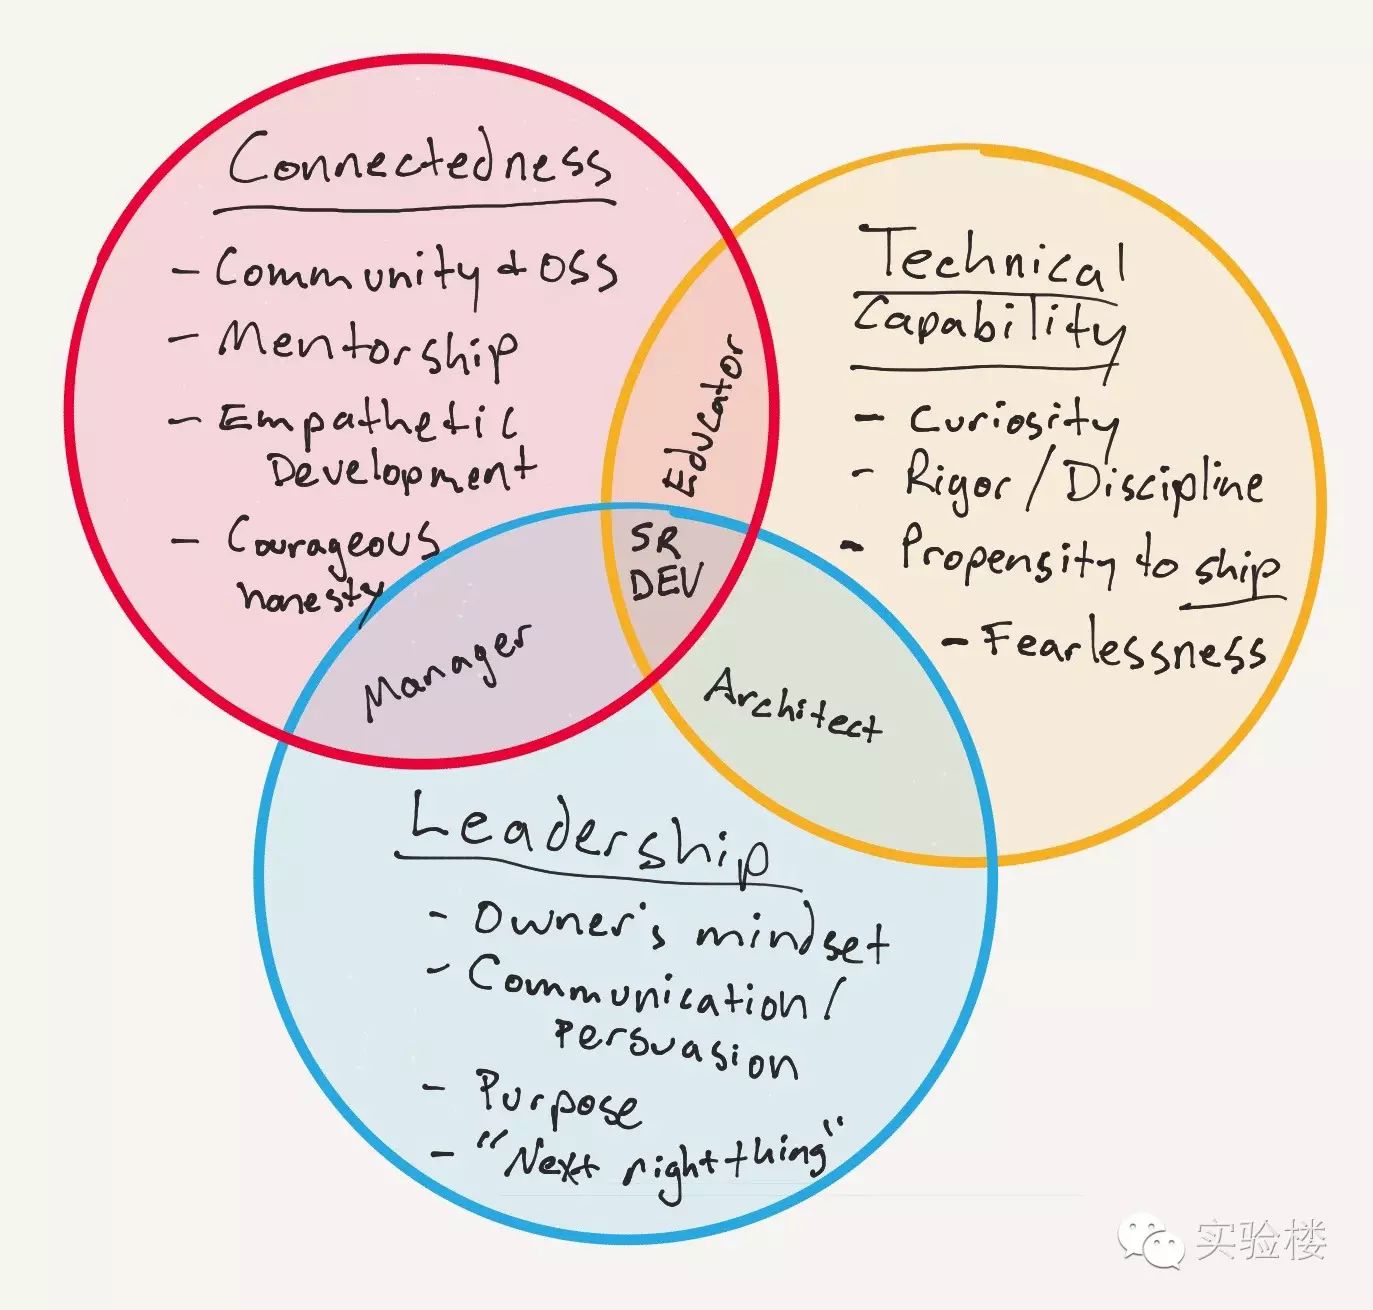 Connectedness
- Community & OSS
- Mentorship
- Empathetic
Development
- Courageous
honesty
Technical
Capability
- Curiosity
- Rigor / Discipline
- Propensity to ship
- Fearlessness
Educator
SR
DEV
Manager
Architect
Leadership
- Owner's mindset
- Communication /
Persuasion
- Purpose
- "Next right thing"
实验楼